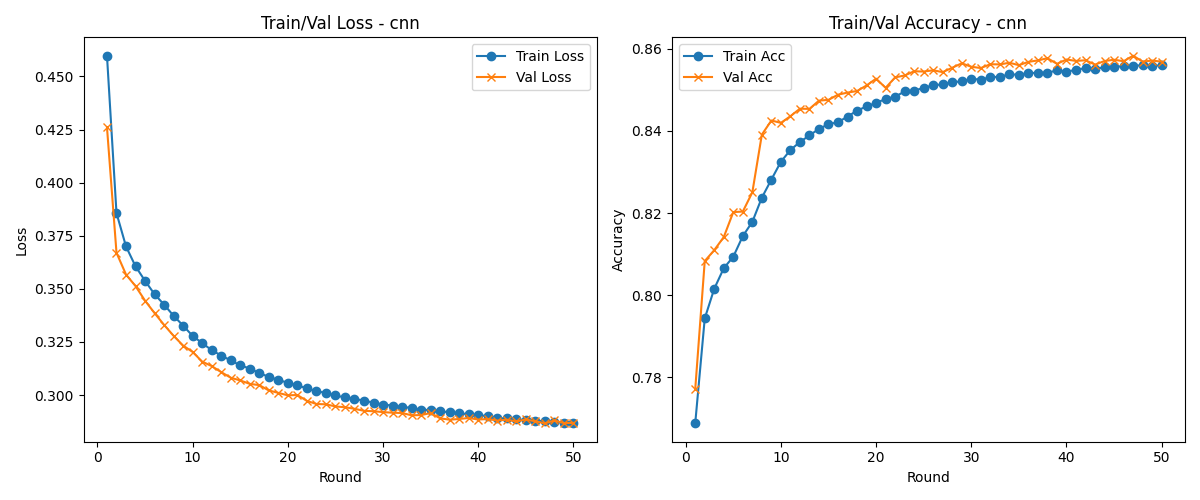 Train/Val Loss - cnn
Train Loss
Val Loss
Loss
0.450
0.425
0.400
0.375
0.350
0.325
0.300
0 10 20 30 40 50
Round
Train/Val Accuracy - cnn
Train Acc
Val Acc
Accuracy
0.86
0.84
0.82
0.80
0.78
0 10 20 30 40 50
Round